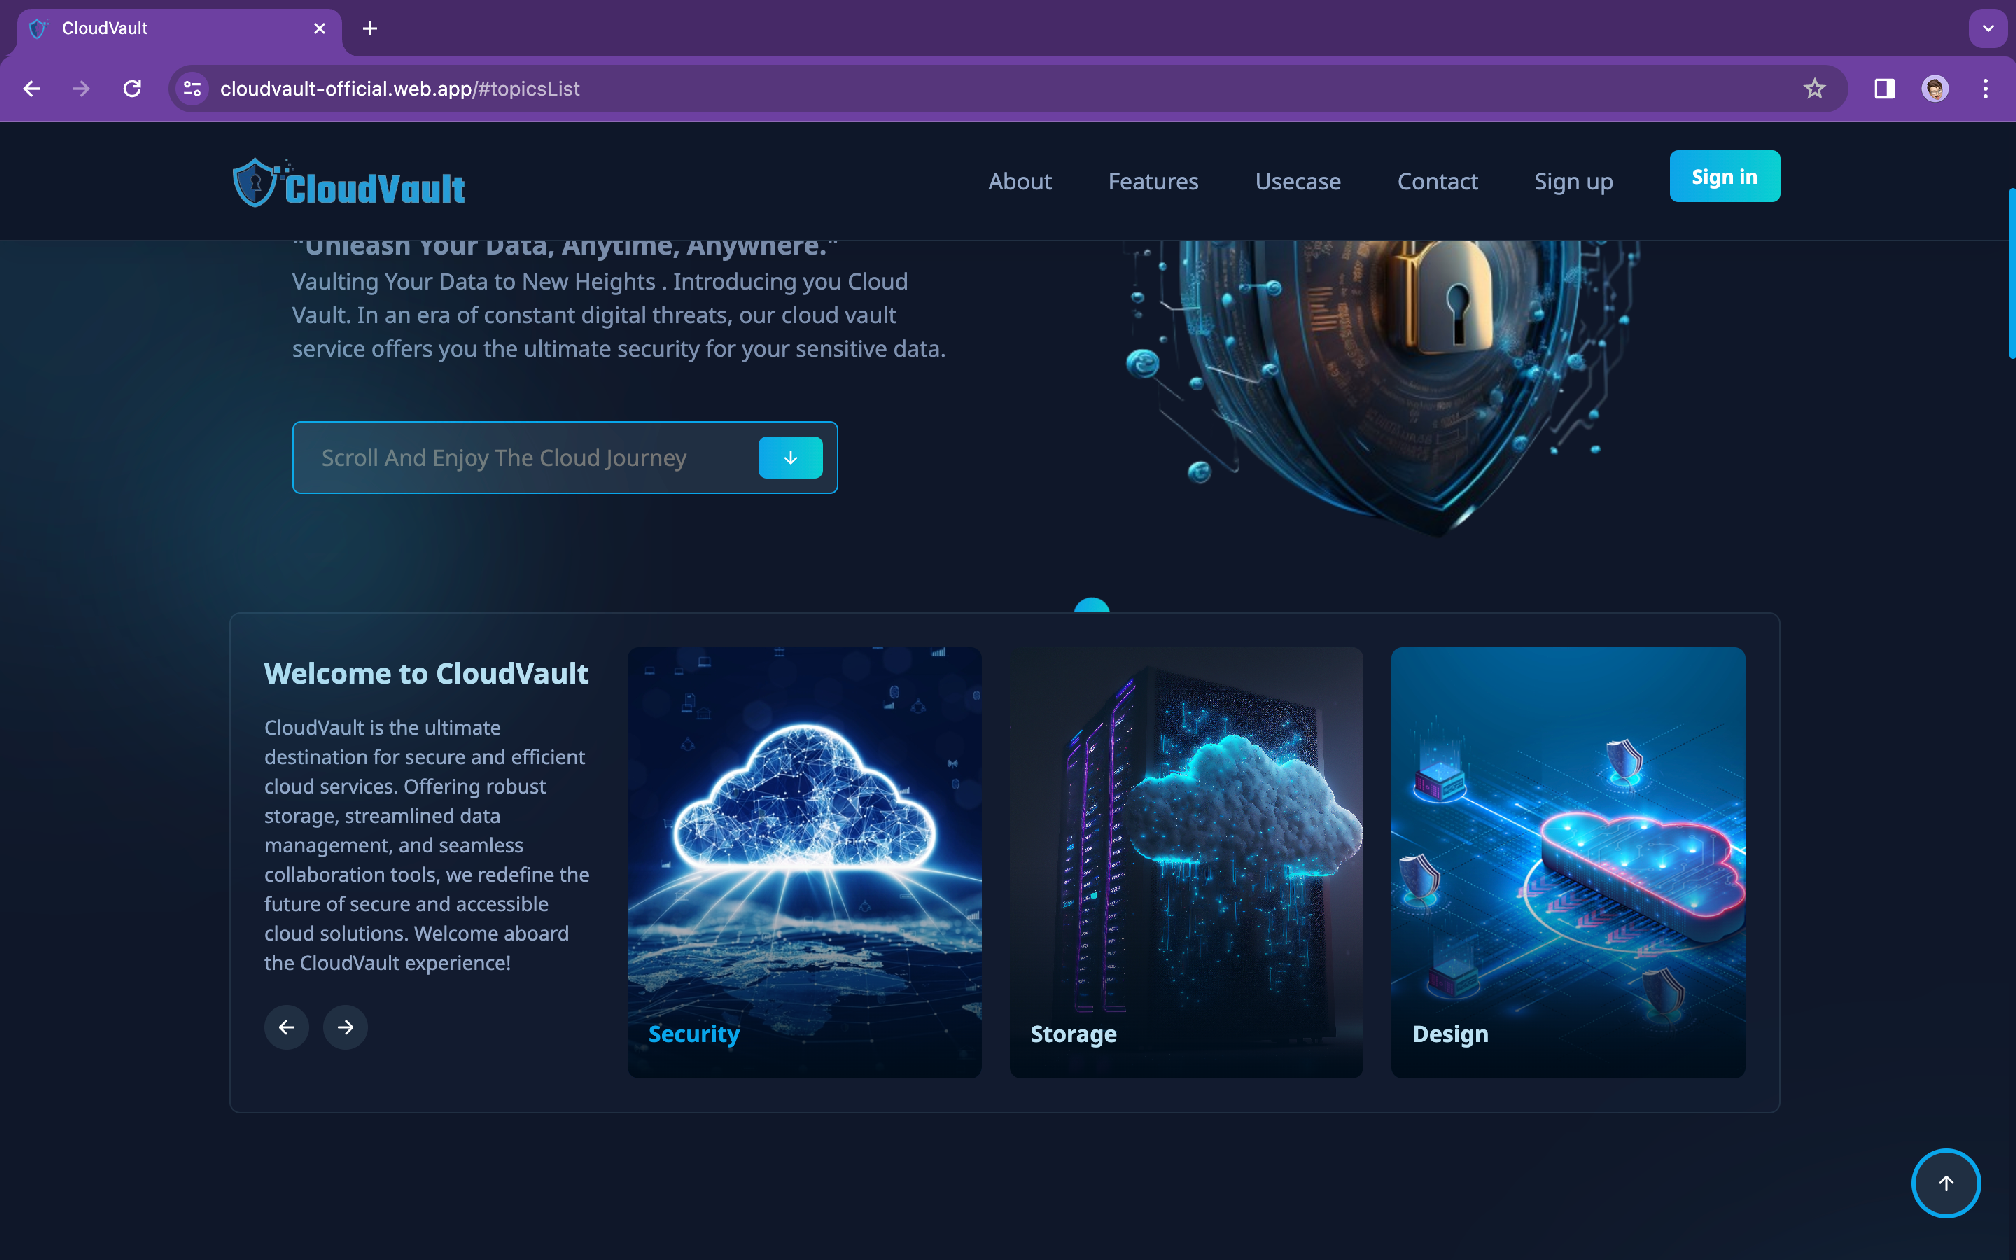 CloudVault
cloudvault-official.web.app/#topicsList
CloudVault
About
Features
Usecase
Contact
Sign up
Sign in
"Unleash Your Data, Anytime, Anywhere."
Vaulting Your Data to New Heights . Introducing you Cloud
Vault. In an era of constant digital threats, our cloud vault
service offers you the ultimate security for your sensitive data.
Scroll And Enjoy The Cloud Journey
Welcome to CloudVault
CloudVault is the ultimate
destination for secure and efficient
cloud services. Offering robust
storage, streamlined data
management, and seamless
collaboration tools, we redefine the
future of secure and accessible
cloud solutions. Welcome aboard
the CloudVault experience!
Security
Storage
Design